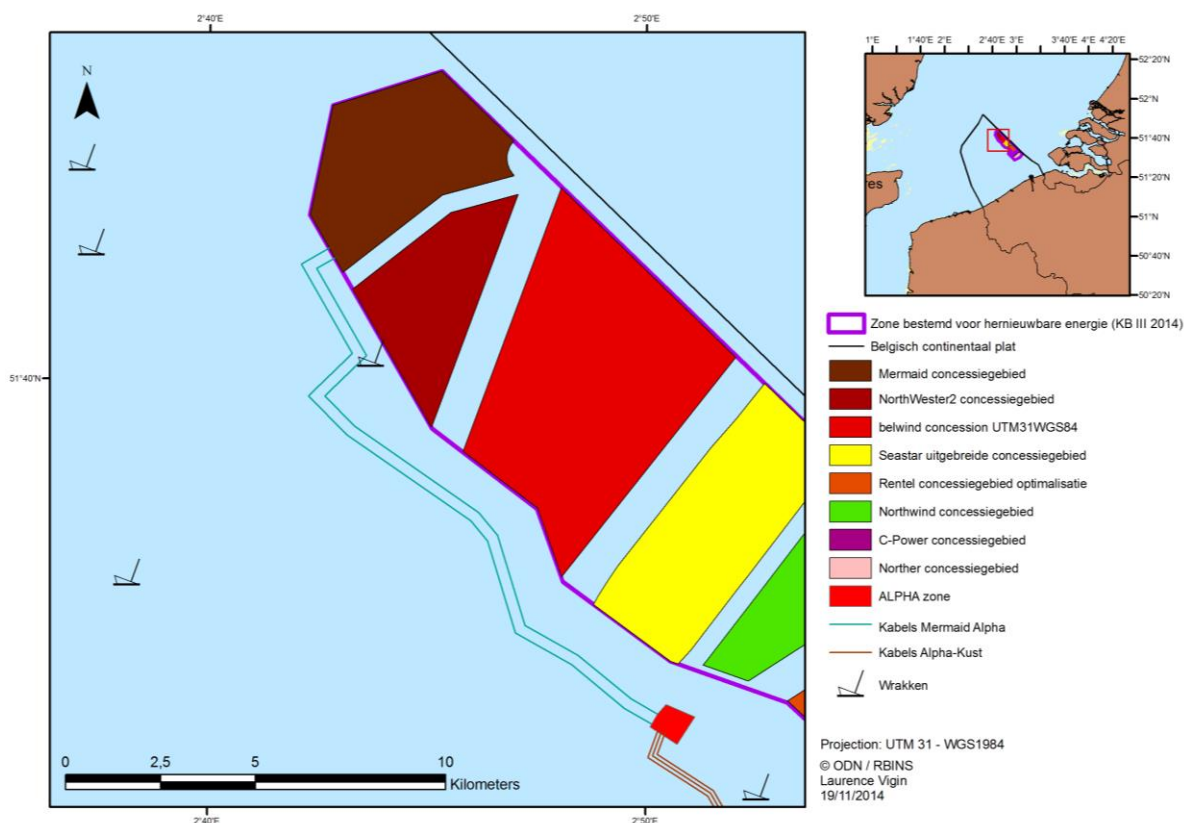 2°40'E 2°50'E
N
51°40'N 51°40'N
0 2,5 5 10
Kilometers
2°40'E 2°50'E
1°E 1°40'E 2°E 2°40'E 3°E 3°40'E 4°E 4°20'E
52°20'N
52°N
51°40'N
51°20'N
51°N
50°40'N
50°20'N
res
Zone bestemd voor hernieuwbare energie (KB III 2014)
Belgisch continentaal plat
Mermaid concessiegebied
NorthWester2 concessiegebied
belwind concession UTM31WGS84
Seastar uitgebreide concessiegebied
Rentel concessiegebied optimalisatie
Northwind concessiegebied
C-Power concessiegebied
Norther concessiegebied
ALPHA zone
Kabels Mermaid Alpha
Kabels Alpha-Kust
Wrakken
Projection: UTM 31 - WGS1984
© ODN / RBINS
Laurence Vigin
19/11/2014